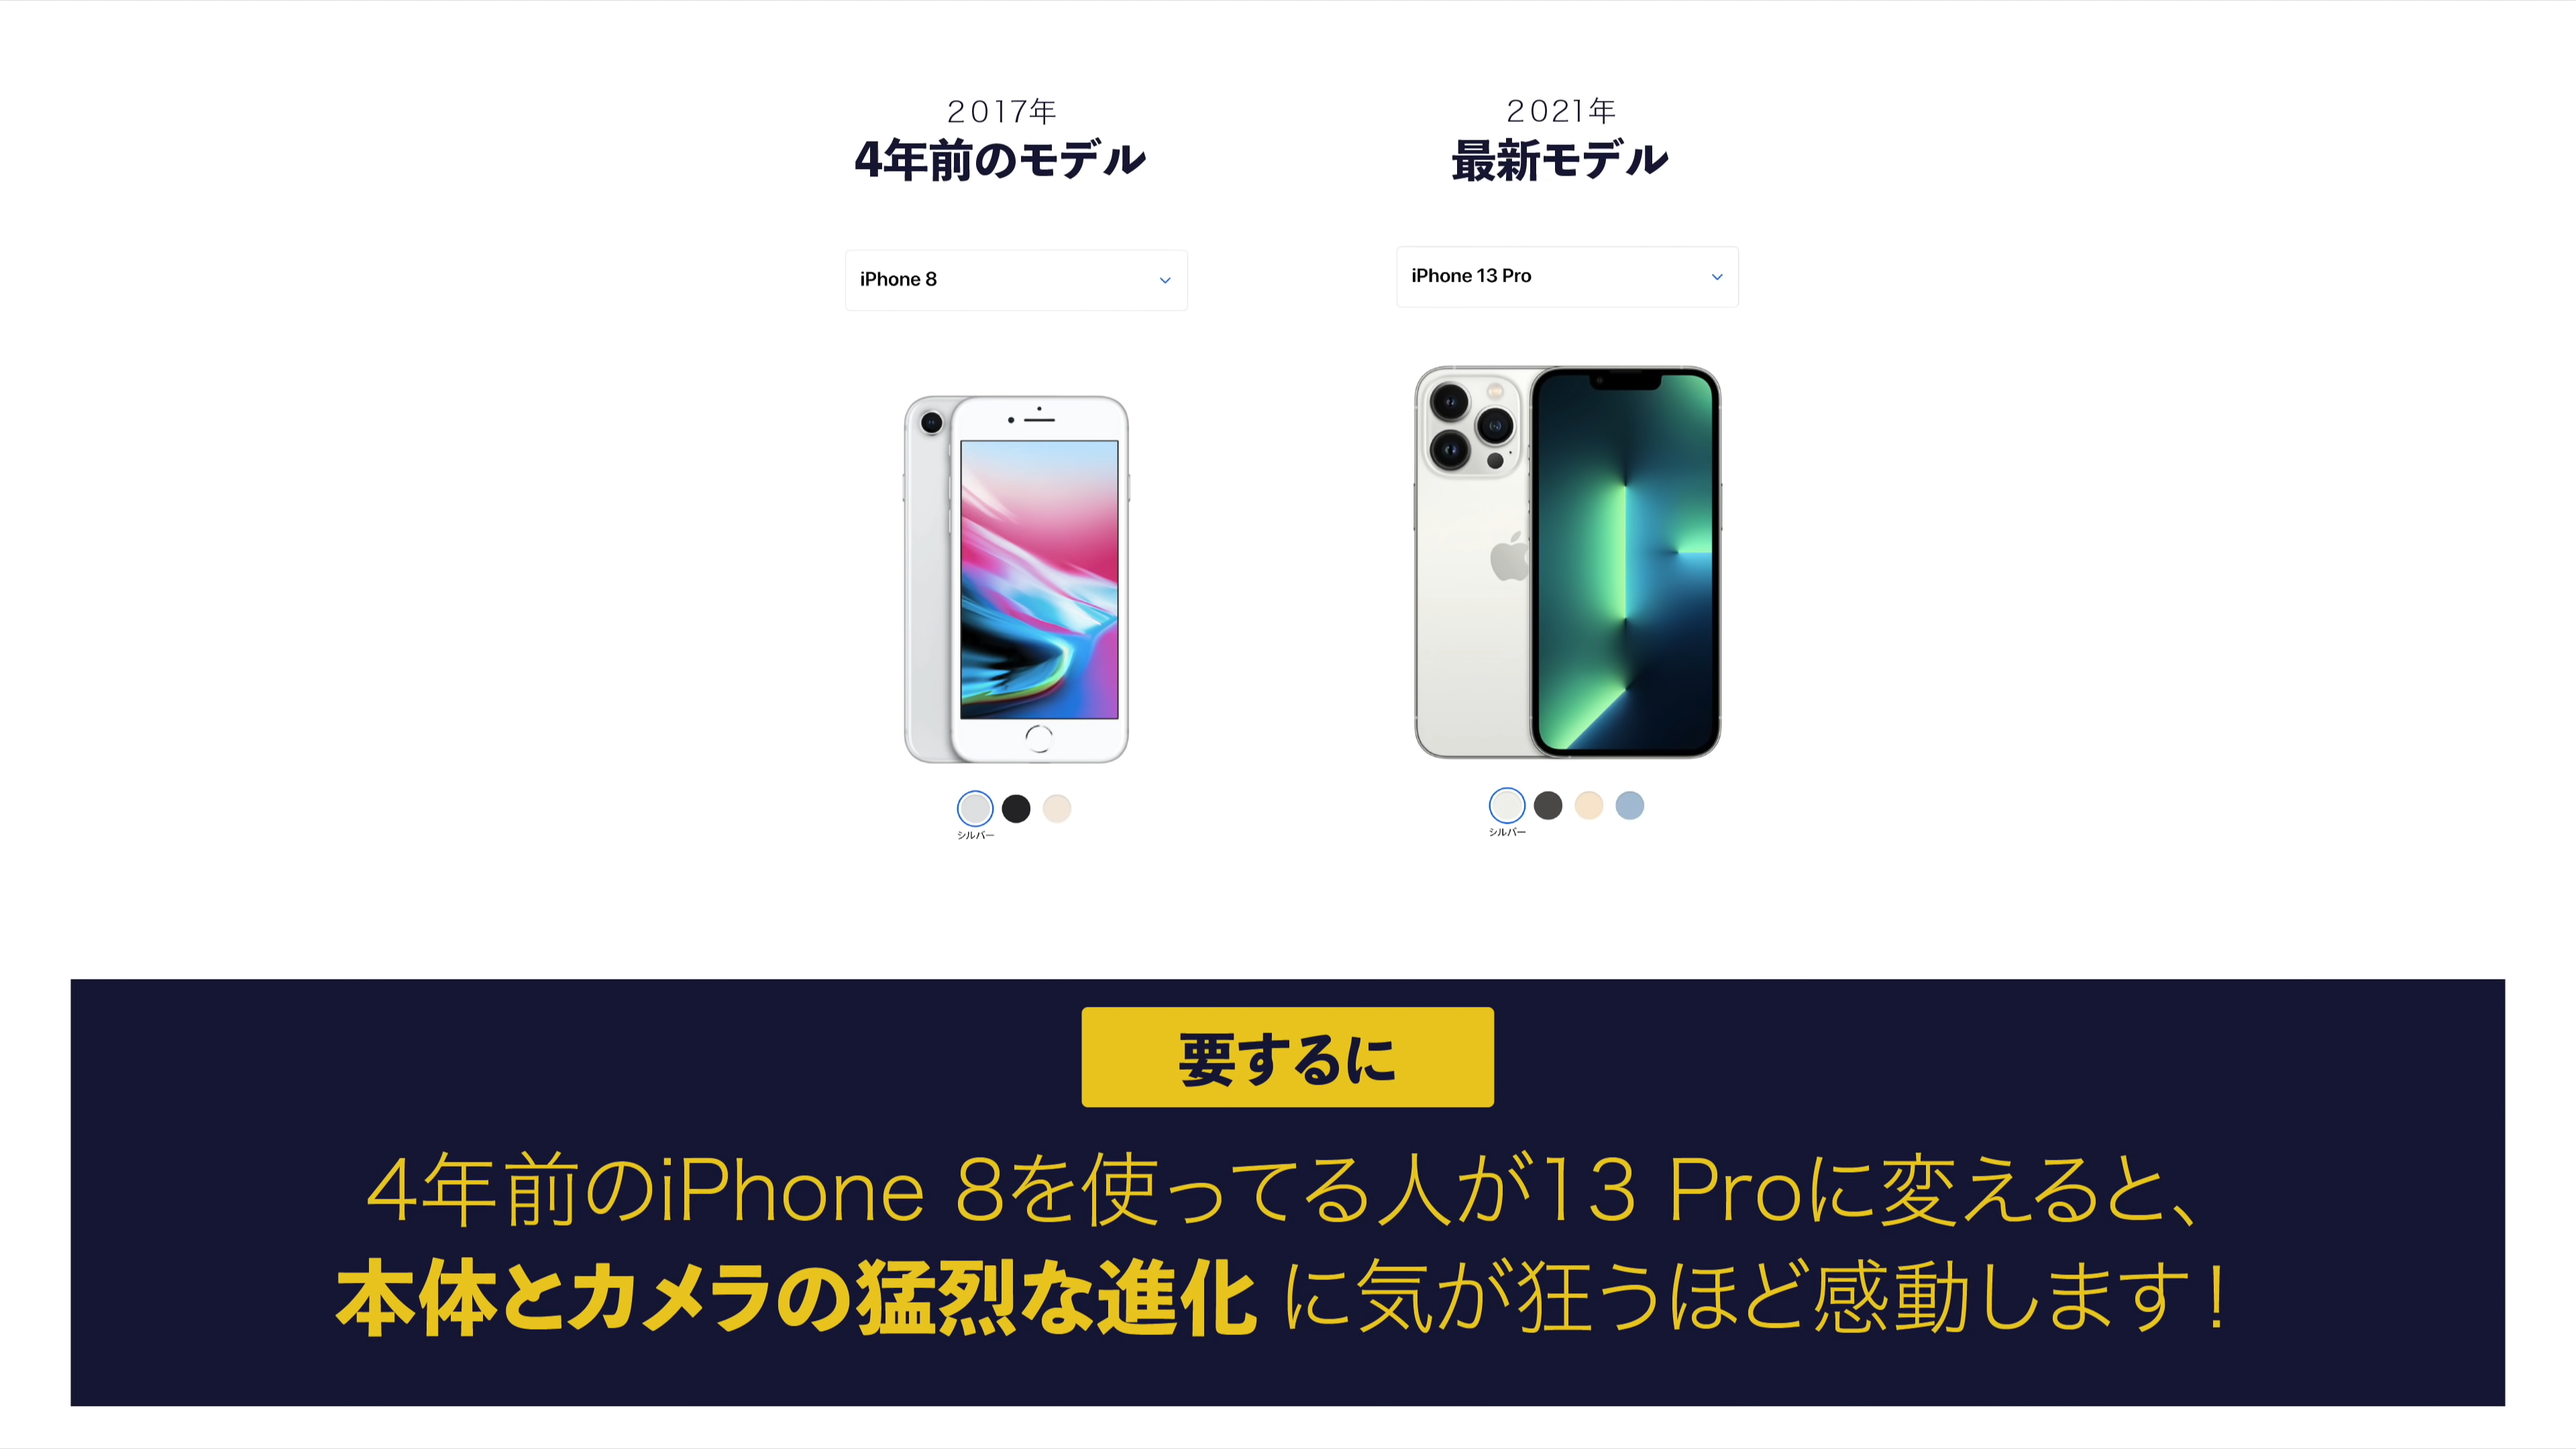 2017年
4年前のモデル
iPhone 8
シルバー
2021年
最新モデル
iPhone 13 Pro
シルバー
要するに
4年前のiPhone 8を使ってる人が13 Proに変えると、
本体とカメラの猛烈な進化 に気が狂うほど感動します!